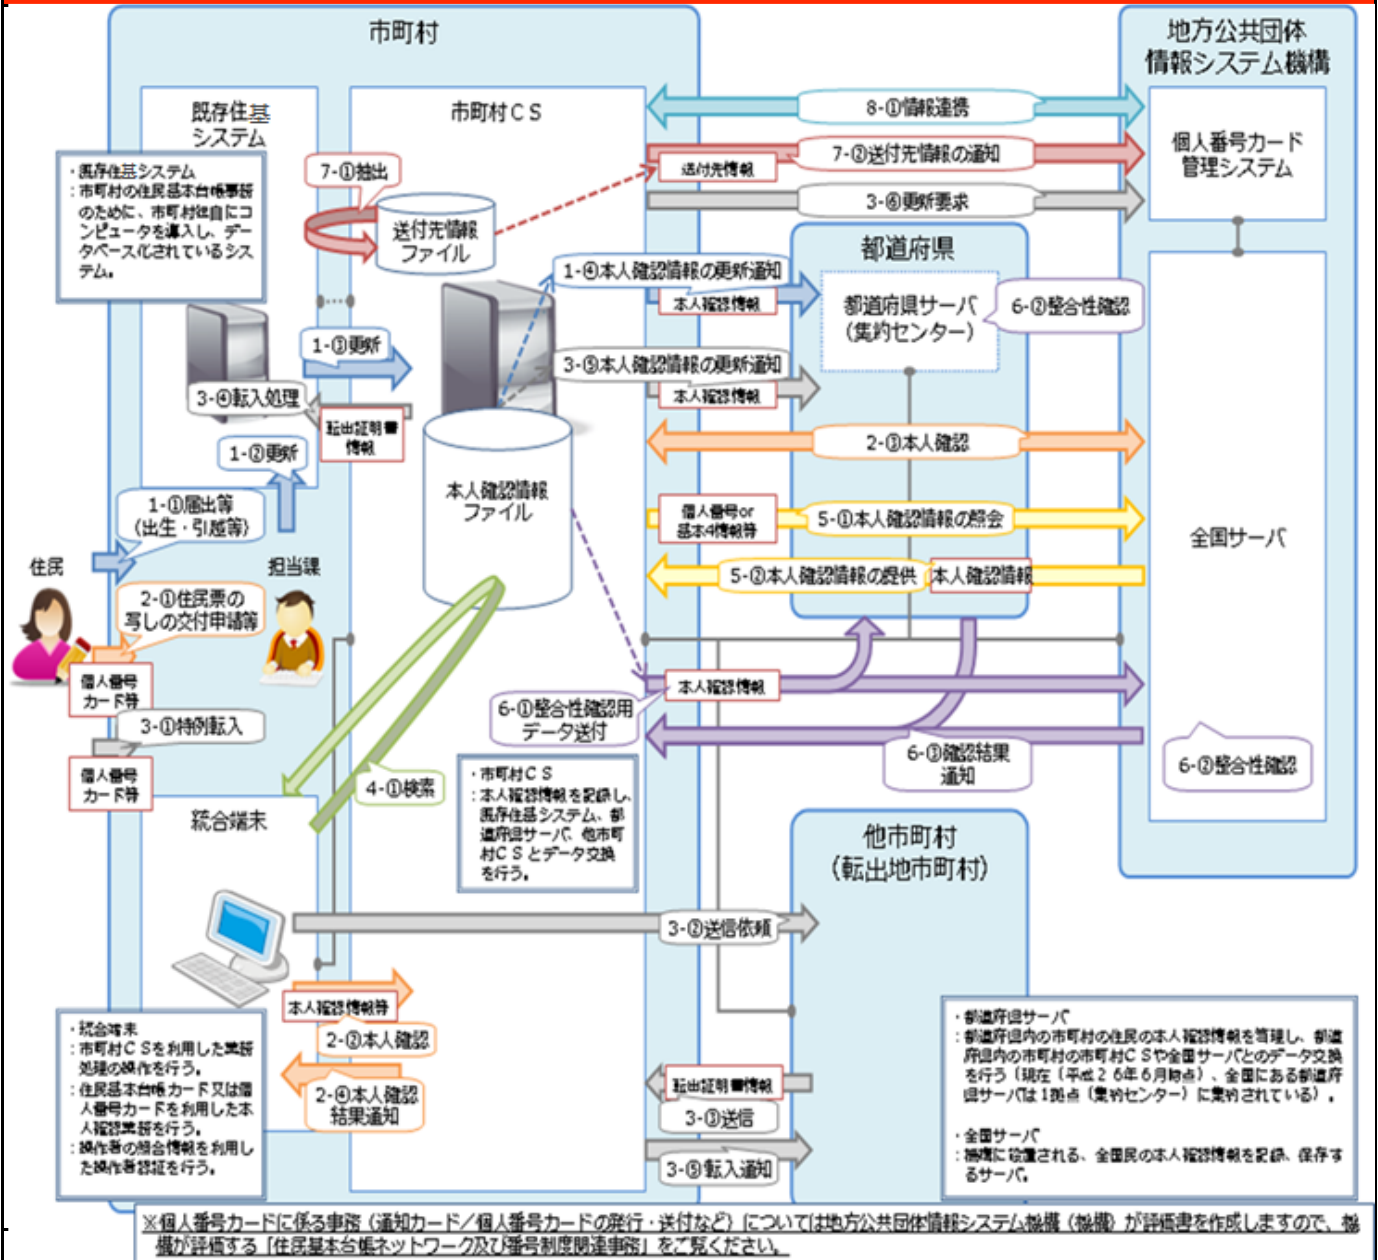 市町村
地方公共団体
情報システム機構
既存住基
システム
市町村ＣＳ
8-①情報連携
7-②送付先情報の通知
送付先情報
3-⑥更新要求
個人番号カード
管理システム
・既存住基システム
：市町村の住民基本台帳事務
のために、市町村独自にコ
ンピュータを導入し、デー
タベース化されているシス
テム。
7-①抽出
送付先情報
ファイル
都道府県
1-④本人確認情報の更新通知
本人確認情報
都道府県サーバ
（集約センター）
6-②整合性確認
1-③更新
3-⑤本人確認情報の更新通知
本人確認情報
3-④転入処理
転出証明書
情報
1-②更新
2-③本人確認
本人確認情報
ファイル
1-①届出等
（出生・引越等）
個人番号or
基本4情報等
5-①本人確認情報の照会
全国サーバ
住民
担当課
5-②本人確認情報の提供
本人確認情報
2-①住民票の
写しの交付申請等
個人番号
カード等
本人確認情報
6-①整合性確認用
データ送付
3-①特例転入
個人番号
カード等
6-③確認結果
通知
6-②整合性確認
4-①検索
・市町村ＣＳ
：本人確認情報を記録し、
既存住基システム、都
道府県サーバ、他市町
村ＣＳとデータ交換
を行う。
統合端末
他市町村
（転出地市町村）
3-②送信依頼
本人確認情報等
2-②本人確認
2-④本人確認
結果通知
・統合端末
：市町村ＣＳを利用した業務
処理の操作を行う。
：住民基本台帳カード又は個
人番号カードを利用した本
人確認業務を行う。
：操作者の照合情報を利用し
た操作者認証を行う。
転出証明書情報
3-③送信
3-⑤転入通知
・都道府県サーバ
：都道府県内の市町村の住民の本人確認情報を管理し、都道
府県内の市町村の市町村ＣＳや全国サーバとのデータ交換
を行う（現在（平成２６年６月時点）、全国にある都道府
県サーバは１拠点（集約センター）に集約されている）。
・全国サーバ
：機構に設置される、全国民の本人確認情報を記録、保存す
るサーバ。
※個人番号カードに係る事務（通知カード／個人番号カードの発行・送付など）については地方公共団体情報システム機構（機構）が評価書を作成しますので、機
構が評価する「住民基本台帳ネットワーク及び番号制度関連事務」をご覧ください。